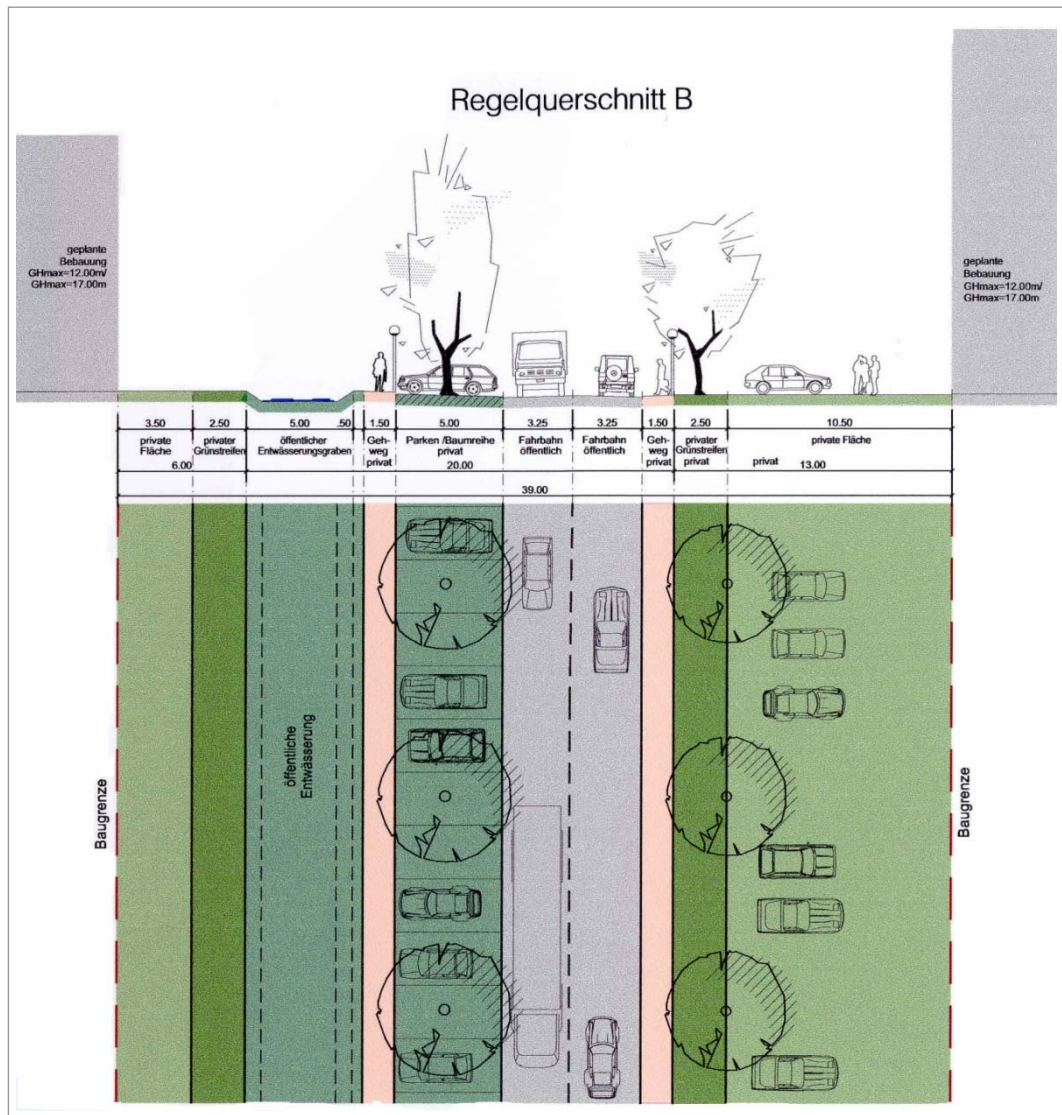 Regelquerschnitt B
geplante
Bebauung
GHmax=12.00m/
GHmax=17.00m
geplante
Bebauung
GHmax=12.00m/
GHmax=17.00m
3.50 2.50 5.00 .50 1.50 5.00 3.25 3.25 1.50 2.50 10.50
private
Fläche
privater
Grünstreifen
öffentlicher
Entwässerungsgraben
Geh-
weg
privat
Parken /Baumreihe
privat
Fahrbahn
öffentlich
Fahrbahn
öffentlich
Geh-
weg
privat
privater
Grünstreifen
privat
private Fläche
privat
6.00 20.00 13.00
39.00
Baugrenze
öffentliche
Entwässerung
Baugrenze